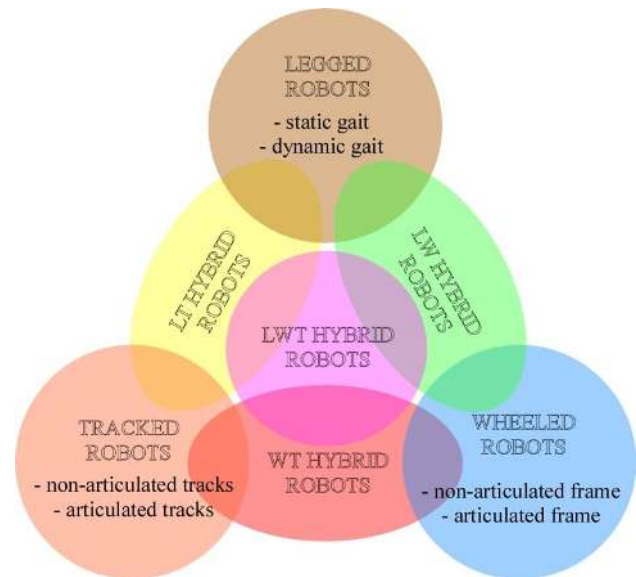 LEGGED
ROBOTS
- static gait
- dynamic gait
LT HYBRID
ROBOTS
LW HYBRID
ROBOTS
LWT HYBRID
ROBOTS
TRACKED
ROBOTS
- non-articulated tracks
- articulated tracks
WT HYBRID
ROBOTS
WHEELED
ROBOTS
- non-articulated frame
- articulated frame